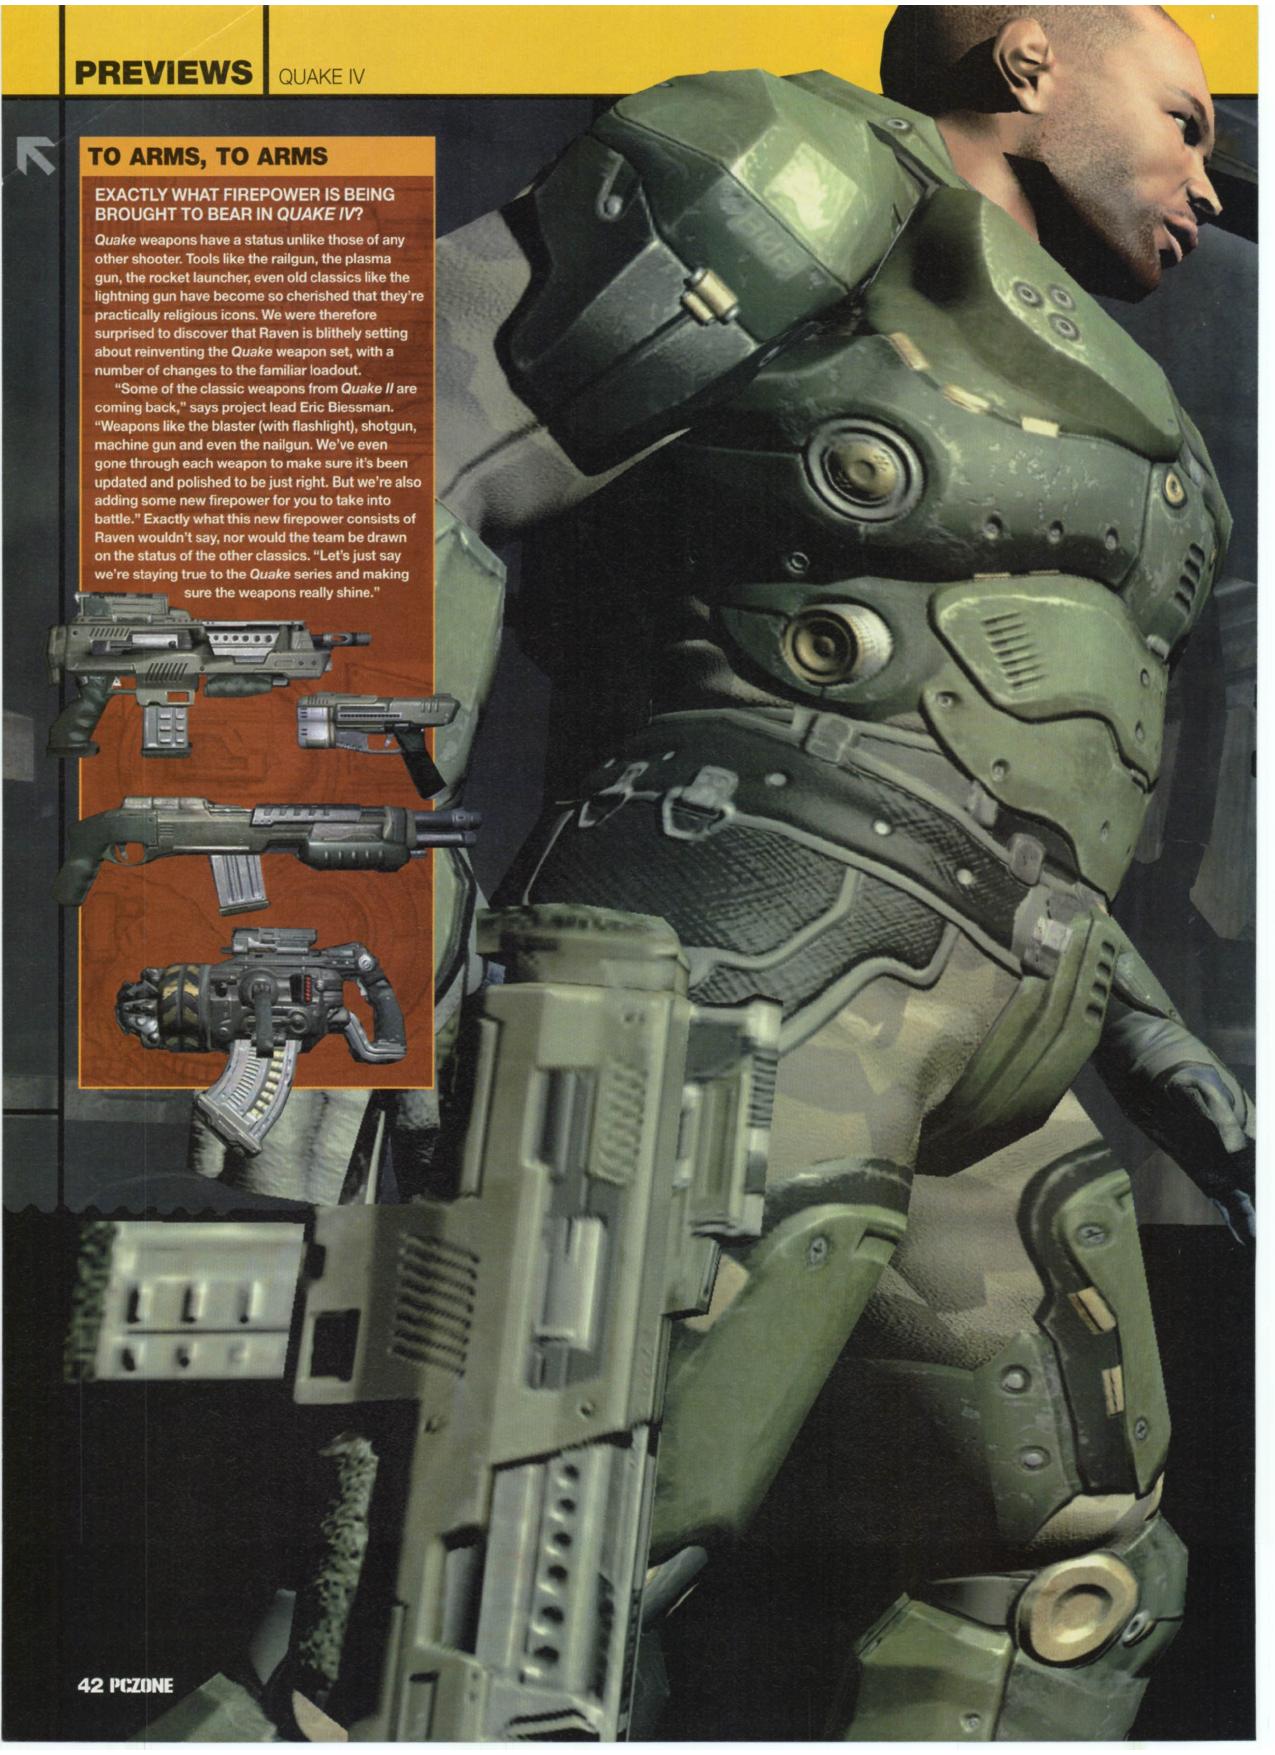 PREVIEWS
QUAKE IV
TO ARMS, TO ARMS
EXACTLY WHAT FIREPOWER IS BEING
BROUGHT TO BEAR IN QUAKE IV?
Quake weapons have a status unlike those of any
other shooter. Tools like the railgun, the plasma
gun, the rocket launcher, even old classics like the
lightning gun have become so cherished that they're
practically religious icons. We were therefore
surprised to discover that Raven is blithely setting
about reinventing the Quake weapon set, with a
number of changes to the familiar loadout.
"Some of the classic weapons from Quake II are
coming back," says project lead Eric Biessman.
"Weapons like the blaster (with flashlight), shotgun,
machine gun and even the nailgun. We've even
gone through each weapon to make sure it's been
updated and polished to be just right. But we're also
adding some new firepower for you to take into
battle." Exactly what this new firepower consists of
Raven wouldn't say, nor would the team be drawn
on the status of the other classics. "Let's just say
we're staying true to the Quake series and making
sure the weapons really shine."
42 PCZONE